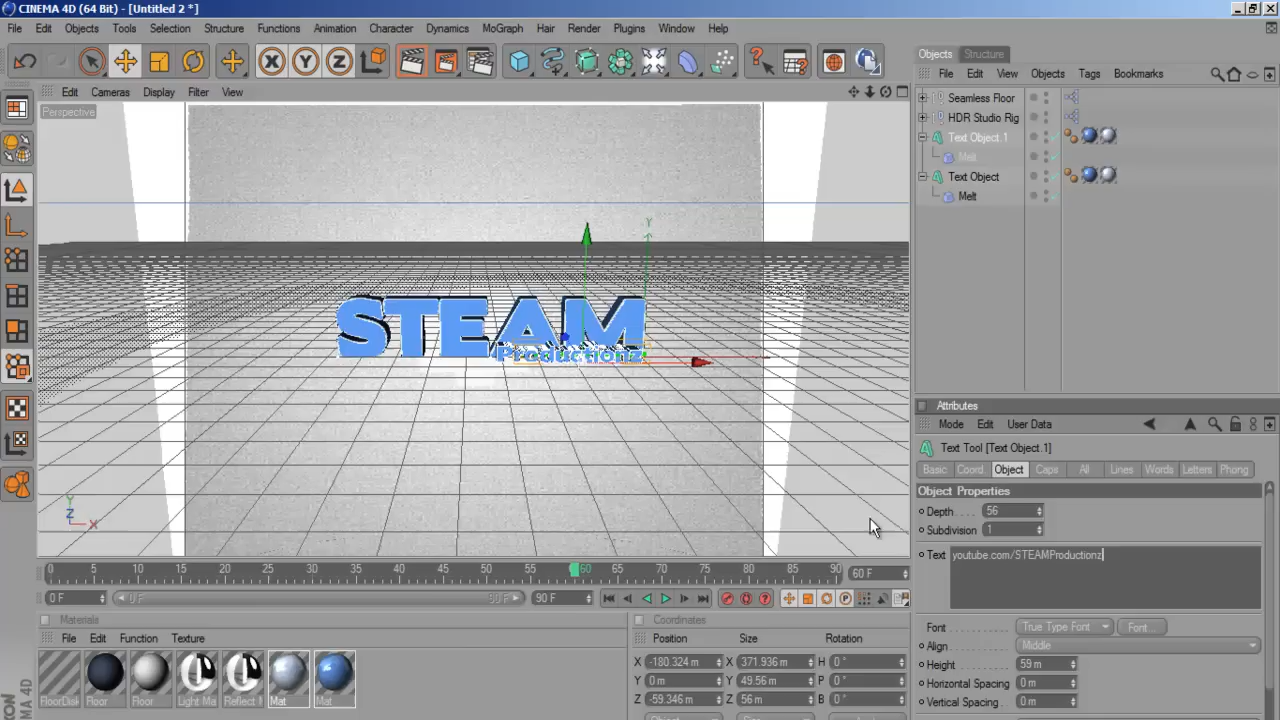 CINEMA 4D (64 Bit) - [Untitled 2 *]
File Edit Objects Tools Selection Structure Functions Animation Character Dynamics MoGraph Hair Render Plugins Window Help
Objects Structure
File Edit View Objects Tags Bookmarks
Edit Cameras Display Filter View
Perspective
Seamless Floor
HDR Studio Rig
Text Object.1
Melt
Text Object
Melt
Y
STEAM
Productionz
Y
Z X
Attributes
Mode Edit User Data
Text Tool [Text Object.1]
Basic Coord. Object Caps All Lines Words Letters Phong
Object Properties
Depth 56
Subdivision 1
Text youtube.com/STEAMProductionz
Font True Type Font Font...
Align Middle
Height 59 m
Horizontal Spacing 0 m
Vertical Spacing 0 m
0 5 10 15 20 25 30 35 40 45 50 55 60 65 70 75 80 85 90 60 F
0 F 0 F 90 F 90 F
Materials
File Edit Function Texture
FloorDisk Floor Floor Light Ma Reflect M Mat Mat
Coordinates
Position Size Rotation
X -180.324 m X 371.936 m H 0 °
Y 0 m Y 49.56 m P 0 °
Z -59.346 m Z 56 m B 0 °